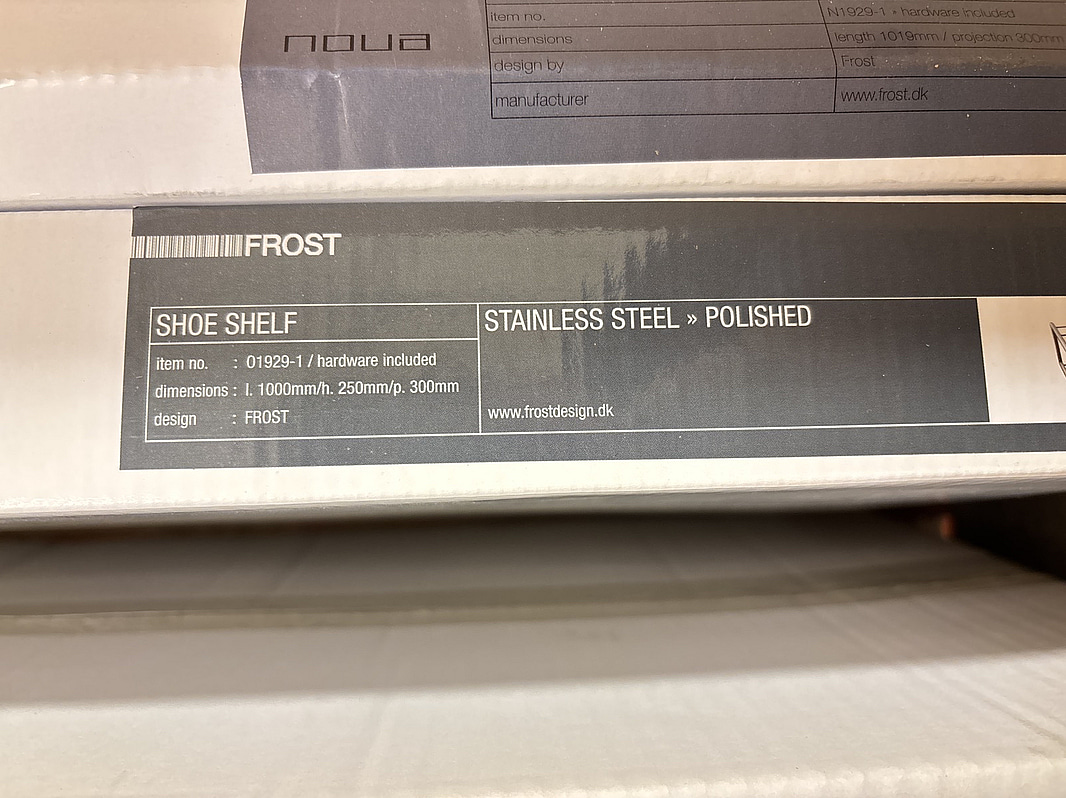 noua
item no. N1929-1 » hardware included
dimensions length 1019mm / projection 300mm
design by Frost
manufacturer www.frost.dk
FROST
SHOE SHELF
item no. : 01929-1 / hardware included
dimensions : l. 1000mm/h. 250mm/p. 300mm
design : FROST
STAINLESS STEEL » POLISHED
www.frostdesign.dk